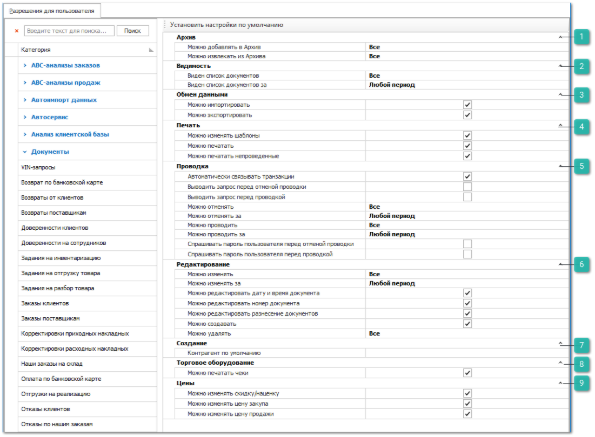 Разрешения для пользователя
Введите текст для поиска...
Поиск
Категория
ABC-анализы заказов
ABC-анализы продаж
Автоимпорт данных
Автосервис
Анализ клиентской базы
Документы
VIN-запросы
Возврат по банковской карте
Возвраты от клиентов
Возвраты поставщикам
Доверенности клиентов
Доверенности на сотрудников
Задания на инвентаризацию
Задания на отгрузку товара
Задания на разбор товара
Заказы клиентов
Заказы поставщикам
Корректировки приходных накладных
Корректировки расходных накладных
Наши заказы на склад
Оплата по банковской карте
Отгрузки на реализацию
Отказы клиентов
Отказы по нашим заказам
Установить настройки по умолчанию
Архив 1
Можно добавлять в Архив Все
Можно извлекать из Архива Все
Видимость 2
Виден список документов Все
Виден список документов за Любой период
Обмен данными 3
Можно импортировать
Можно экспортировать
Печать 4
Можно изменять шаблоны
Можно печатать
Можно печатать непроведенные
Проводка 5
Автоматически связывать транзакции
Выводить запрос перед отменой проводки
Выводить запрос перед проводкой
Можно отменять Все
Можно отменять за Любой период
Можно проводить Все
Можно проводить за Любой период
Спрашивать пароль пользователя перед отменой проводки
Спрашивать пароль пользователя перед проводкой
Редактирование 6
Можно изменять Все
Можно изменять за Любой период
Можно редактировать дату и время документа
Можно редактировать номер документа
Можно редактировать разнесение документов
Можно создавать
Можно удалять Все
Создание 7
Контрагент по умолчанию
Торговое оборудование 8
Можно печатать чеки
Цены 9
Можно изменять скидку/наценку
Можно изменять цену закупа
Можно изменять цену продажи